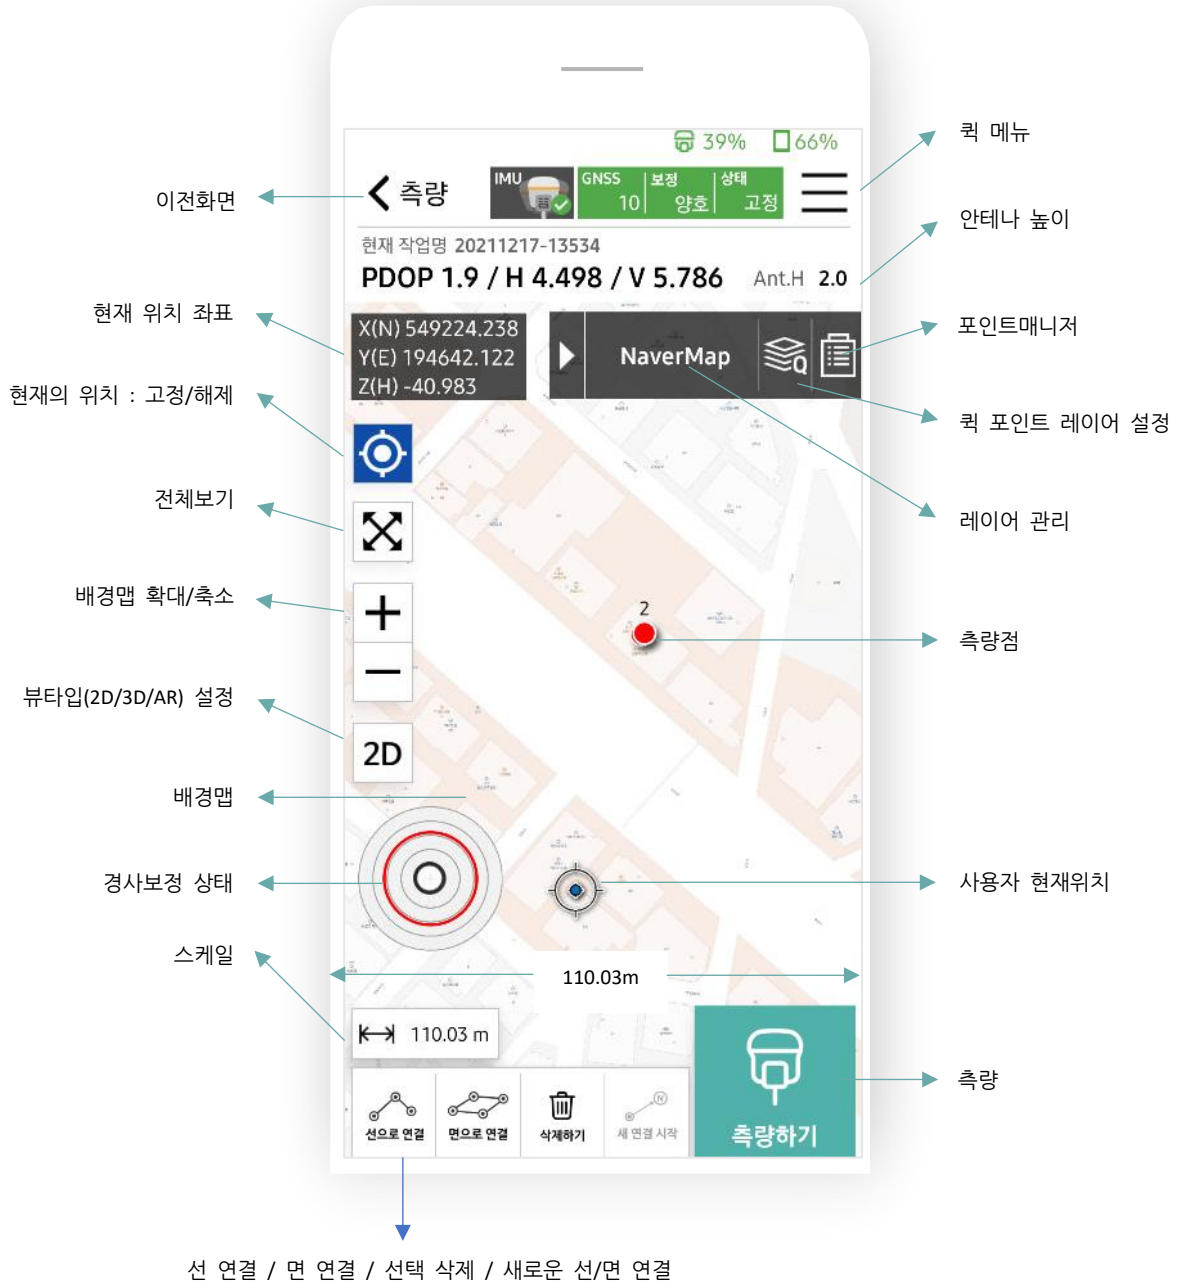 39%
66%
퀵 메뉴
이전화면
측량
IMU
GNSS 보정 상태
10 양호 고정
안테나 높이
현재 작업명 20211217-13534
PDOP 1.9 / H 4.498 / V 5.786 Ant.H 2.0
현재 위치 좌표
X(N) 549224.238
Y(E) 194642.122
Z(H) -40.983
NaverMap
Q
포인트매니저
현재의 위치 : 고정/해제
퀵 포인트 레이어 설정
전체보기
레이어 관리
배경맵 확대/축소
2
측량점
뷰타입(2D/3D/AR) 설정
2D
배경맵
경사보정 상태
사용자 현재위치
스케일
110.03m
110.03 m
측량
N
선으로 연결
면으로 연결
삭제하기
새 연결 시작
측량하기
선 연결 / 면 연결 / 선택 삭제 / 새로운 선/면 연결